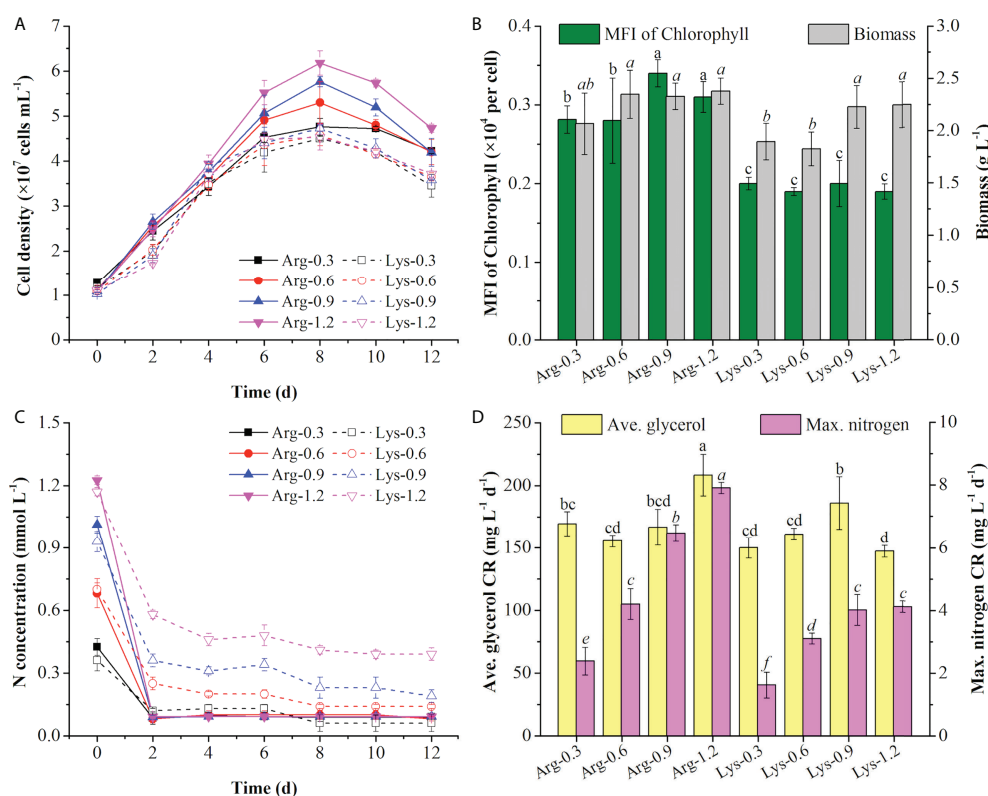 A
Cell density (×10⁷ cells mL⁻¹)
7
6
5
4
3
2
1
0
Arg-0.3 Lys-0.3
Arg-0.6 Lys-0.6
Arg-0.9 Lys-0.9
Arg-1.2 Lys-1.2
0 2 4 6 8 10 12
Time (d)
B
MFI of Chlorophyll (×10⁴ per cell)
0.4
0.3
0.2
0.1
0.0
MFI of Chlorophyll Biomass
b ab b a a a a a c b c b c a c a
3.0
2.5
2.0
1.5
1.0
0.5
0.0
Biomass (g L⁻¹)
Arg-0.3 Arg-0.6 Arg-0.9 Arg-1.2 Lys-0.3 Lys-0.6 Lys-0.9 Lys-1.2
C
N concentration (mmol L⁻¹)
1.5
1.2
0.9
0.6
0.3
0.0
Arg-0.3 Lys-0.3
Arg-0.6 Lys-0.6
Arg-0.9 Lys-0.9
Arg-1.2 Lys-1.2
0 2 4 6 8 10 12
Time (d)
D
Ave. glycerol CR (mg L⁻¹ d⁻¹)
250
200
150
100
50
0
Ave. glycerol Max. nitrogen
bc e cd c bcd b a a cd f cd d b c d c
10
8
6
4
2
0
Max. nitrogen CR (mg L⁻¹ d⁻¹)
Arg-0.3 Arg-0.6 Arg-0.9 Arg-1.2 Lys-0.3 Lys-0.6 Lys-0.9 Lys-1.2